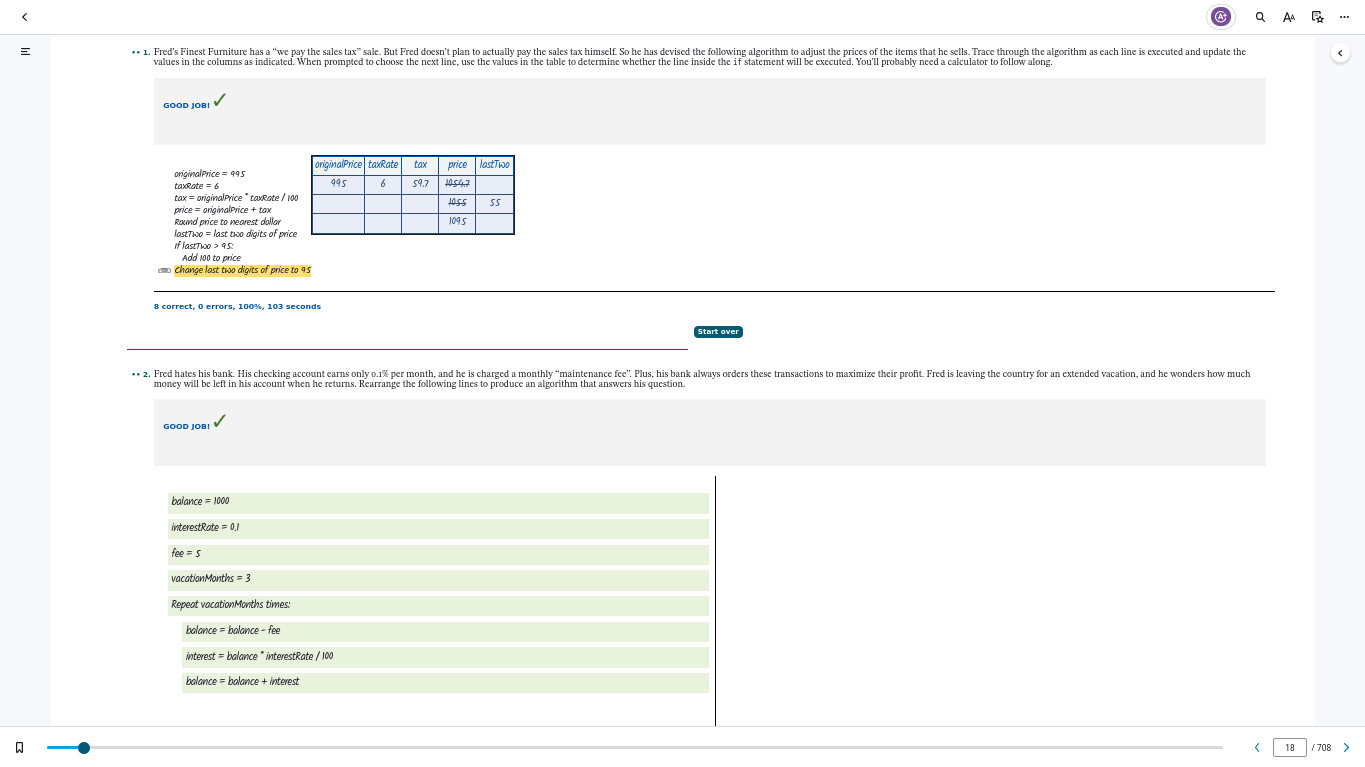 A+
AA
•• 1. Fred's Finest Furniture has a “we pay the sales tax” sale. But Fred doesn't plan to actually pay the sales tax himself. So he has devised the following algorithm to adjust the prices of the items that he sells. Trace through the algorithm as each line is executed and update the
values in the columns as indicated. When prompted to choose the next line, use the values in the table to determine whether the line inside the if statement will be executed. You'll probably need a calculator to follow along.
GOOD JOB! ✓
originalPrice taxRate tax price lastTwo
995 6 59.7 1054.7
1055 55
1095
originalPrice = 995
taxRate = 6
tax = originalPrice * taxRate / 100
price = originalPrice + tax
Round price to nearest dollar
lastTwo = last two digits of price
If lastTwo > 95:
Add 100 to price
Change last two digits of price to 95
8 correct, 0 errors, 100%, 103 seconds
Start over
•• 2. Fred hates his bank. His checking account earns only 0.1% per month, and he is charged a monthly “maintenance fee”. Plus, his bank always orders these transactions to maximize their profit. Fred is leaving the country for an extended vacation, and he wonders how much
money will be left in his account when he returns. Rearrange the following lines to produce an algorithm that answers his question.
GOOD JOB! ✓
balance = 1000
interestRate = 0.1
fee = 5
vacationMonths = 3
Repeat vacationMonths times:
balance = balance - fee
interest = balance * interestRate / 100
balance = balance + interest
18 / 708